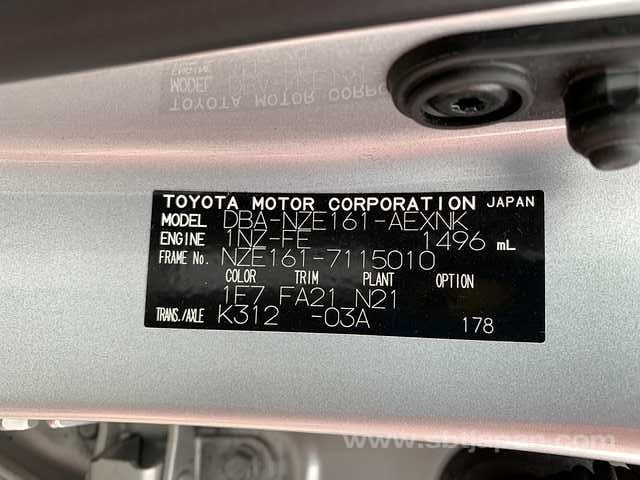 TOYOTA MOTOR CORPORATION JAPAN
MODEL DBA-NZE161-AEXNK
ENGINE 1NZ-FE 1496 mL
FRAME No. NZE161-7115010
COLOR TRIM PLANT OPTION
1E7 FA21 N21
TRANS./AXLE K312 -03A 178
www.sbtjapan.com